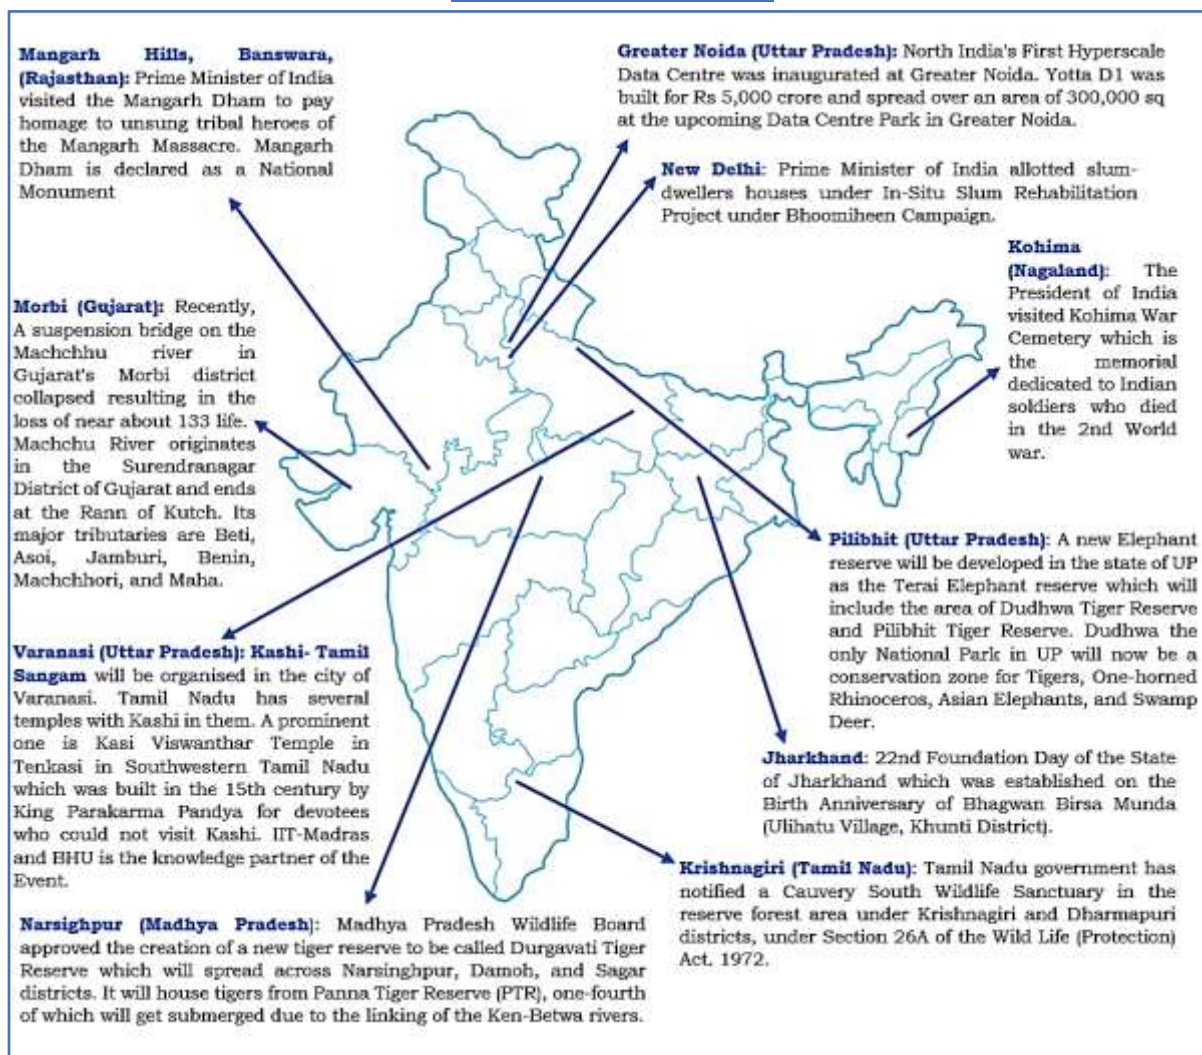 Mangarh Hills, Banswara,
(Rajasthan): Prime Minister of India
visited the Mangarh Dham to pay
homage to unsung tribal heroes of
the Mangarh Massacre. Mangarh
Dham is declared as a National
Monument
Greater Noida (Uttar Pradesh): North India's First Hyperscale
Data Centre was inaugurated at Greater Noida. Yotta D1 was
built for Rs 5,000 crore and spread over an area of 300,000 sq
at the upcoming Data Centre Park in Greater Noida.
New Delhi: Prime Minister of India allotted slum-
dwellers houses under In-Situ Slum Rehabilitation
Project under Bhoomiheen Campaign.
Kohima
(Nagaland): The
President of India
visited Kohima War
Cemetery which is
the memorial
dedicated to Indian
soldiers who died
in the 2nd World
war.
Morbi (Gujarat): Recently,
A suspension bridge on the
Machchhu river in
Gujarat's Morbi district
collapsed resulting in the
loss of near about 133 life.
Machchu River originates
in the Surendranagar
District of Gujarat and ends
at the Rann of Kutch. Its
major tributaries are Beti,
Asoi, Jamburi, Benin,
Machchhori, and Maha.
Pilibhit (Uttar Pradesh): A new Elephant
reserve will be developed in the state of UP
as the Terai Elephant reserve which will
include the area of Dudhwa Tiger Reserve
and Pilibhit Tiger Reserve. Dudhwa the
only National Park in UP will now be a
conservation zone for Tigers, One-horned
Rhinoceros, Asian Elephants, and Swamp
Deer.
Varanasi (Uttar Pradesh): Kashi- Tamil
Sangam will be organised in the city of
Varanasi. Tamil Nadu has several
temples with Kashi in them. A prominent
one is Kasi Viswanthar Temple in
Tenkasi in Southwestern Tamil Nadu
which was built in the 15th century by
King Parakarma Pandya for devotees
who could not visit Kashi. IIT-Madras
and BHU is the knowledge partner of the
Event.
Jharkhand: 22nd Foundation Day of the State
of Jharkhand which was established on the
Birth Anniversary of Bhagwan Birsa Munda
(Ulihatu Village, Khunti District).
Krishnagiri (Tamil Nadu): Tamil Nadu government has
notified a Cauvery South Wildlife Sanctuary in the
reserve forest area under Krishnagiri and Dharmapuri
districts, under Section 26A of the Wild Life (Protection)
Act, 1972.
Narsighpur (Madhya Pradesh): Madhya Pradesh Wildlife Board
approved the creation of a new tiger reserve to be called Durgavati Tiger
Reserve which will spread across Narsinghpur, Damoh, and Sagar
districts. It will house tigers from Panna Tiger Reserve (PTR), one-fourth
of which will get submerged due to the linking of the Ken-Betwa rivers.